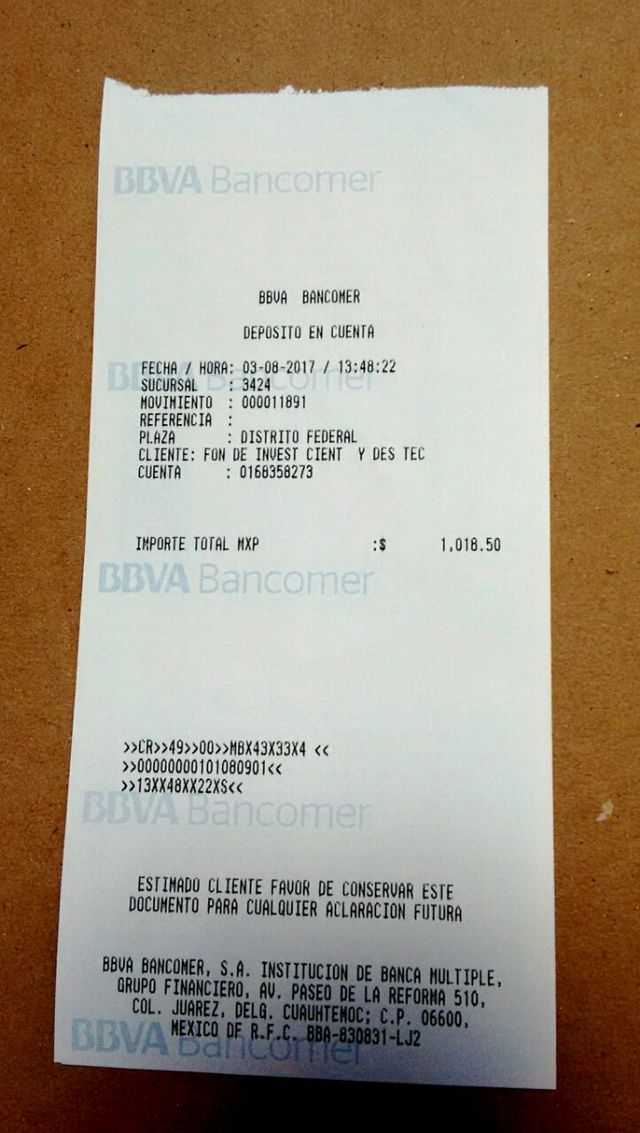 BBVA Bancomer
BBVA BANCOMER
DEPOSITO EN CUENTA
FECHA / HORA: 03-08-2017 / 13:48:22
SUCURSAL : 3424
MOVIMIENTO : 000011891
REFERENCIA :
PLAZA : DISTRITO FEDERAL
CLIENTE: FON DE INVEST CIENT Y DES TEC
CUENTA : 0168358273
IMPORTE TOTAL MXP :$ 1,018.50
BBVA Bancomer
>>CR>>49>>00>>MBX43X33X4 <<
>>00000000101080901<<
>>13XX48XX22XS<<
BBVA Bancomer
ESTIMADO CLIENTE FAVOR DE CONSERVAR ESTE
DOCUMENTO PARA CUALQUIER ACLARACION FUTURA
BBVA BANCOMER, S.A. INSTITUCION DE BANCA MULTIPLE,
GRUPO FINANCIERO, AV. PASEO DE LA REFORMA 510,
COL. JUAREZ, DELG. CUAUHTEMOC; C.P. 06600,
MEXICO DF R.F.C. BBA-830831-LJ2
BBVA Bancomer